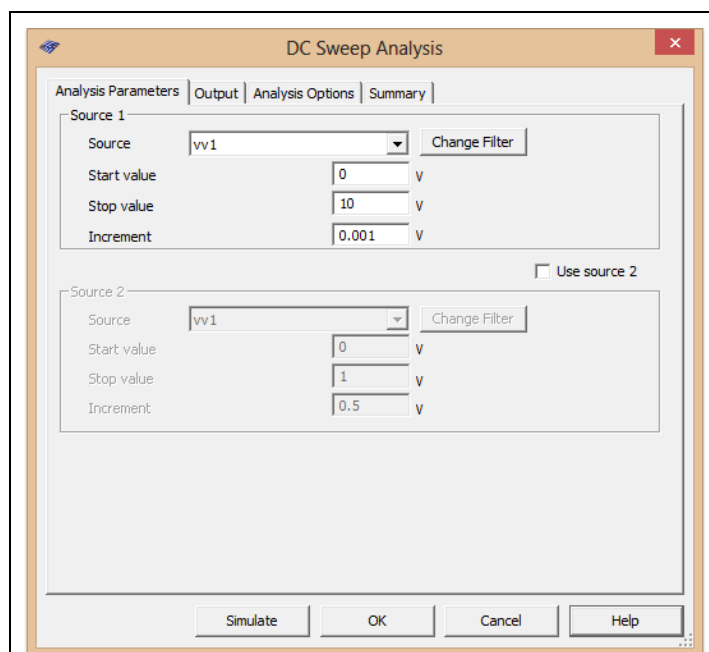 DC Sweep Analysis
Analysis Parameters Output Analysis Options Summary
Source 1
Source vv1 Change Filter
Start value 0 V
Stop value 10 V
Increment 0.001 V
Use source 2
Source 2
Source vv1 Change Filter
Start value 0 V
Stop value 1 V
Increment 0.5 V
Simulate OK Cancel Help